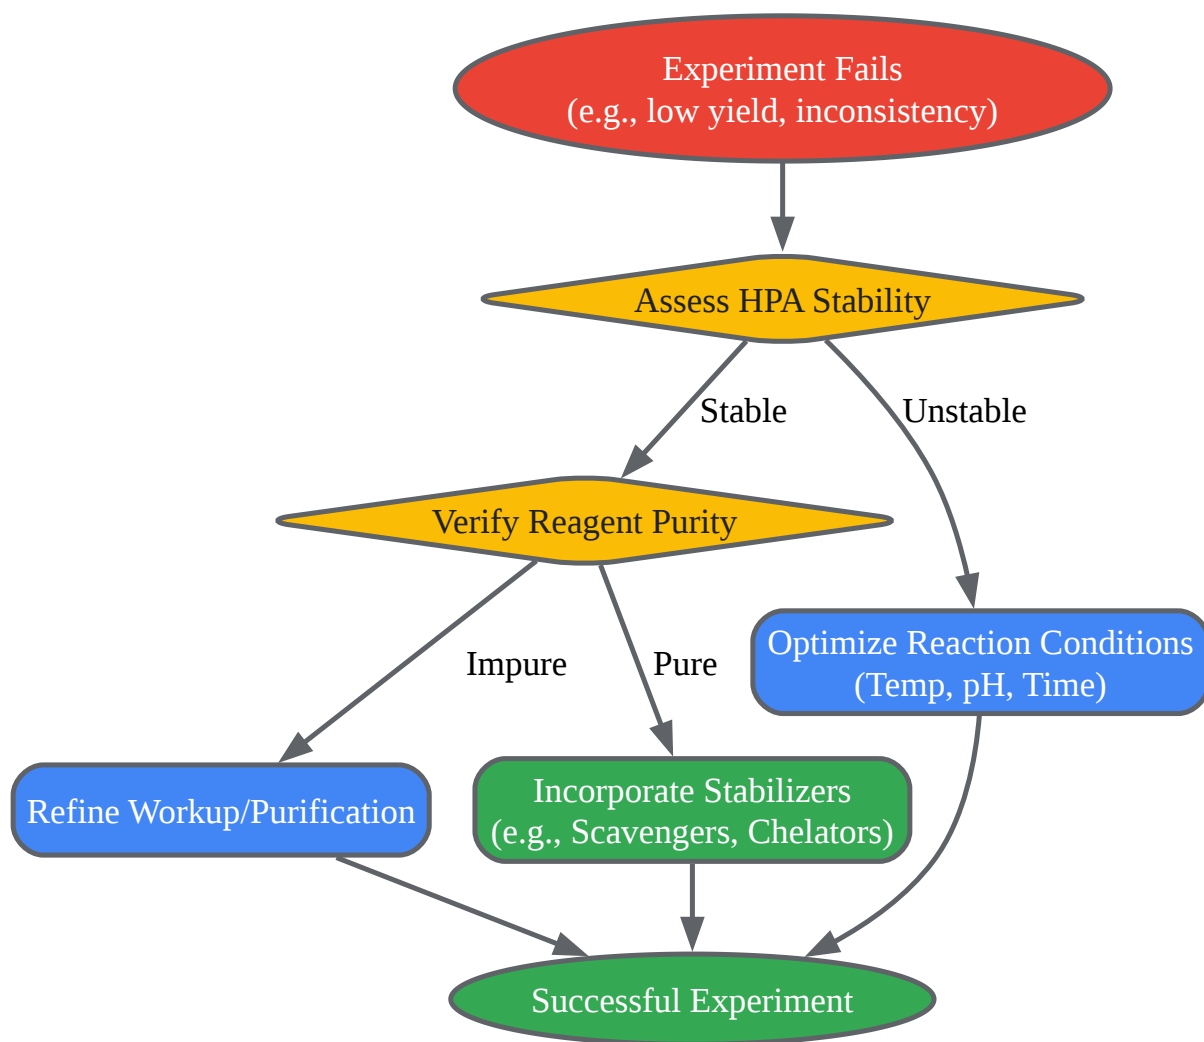 Experiment Fails
(e.g., low yield, inconsistency)
Assess HPA Stability
Stable
Unstable
Verify Reagent Purity
Impure
Pure
Optimize Reaction Conditions
(Temp, pH, Time)
Refine Workup/Purification
Incorporate Stabilizers
(e.g., Scavengers, Chelators)
Successful Experiment